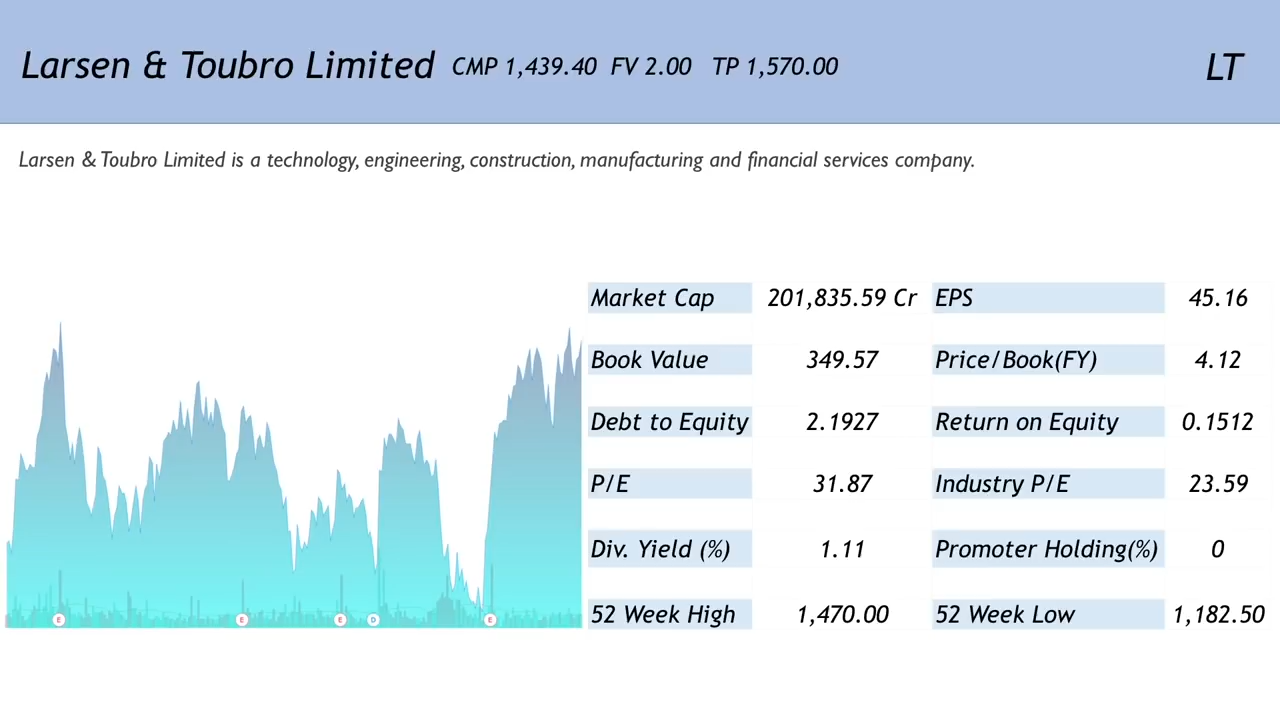 Larsen & Toubro Limited CMP 1,439.40 FV 2.00 TP 1,570.00 LT
Larsen & Toubro Limited is a technology, engineering, construction, manufacturing and financial services company.
Market Cap 201,835.59 Cr EPS 45.16
Book Value 349.57 Price/Book(FY) 4.12
Debt to Equity 2.1927 Return on Equity 0.1512
P/E 31.87 Industry P/E 23.59
Div. Yield (%) 1.11 Promoter Holding(%) 0
52 Week High 1,470.00 52 Week Low 1,182.50
E E E D E